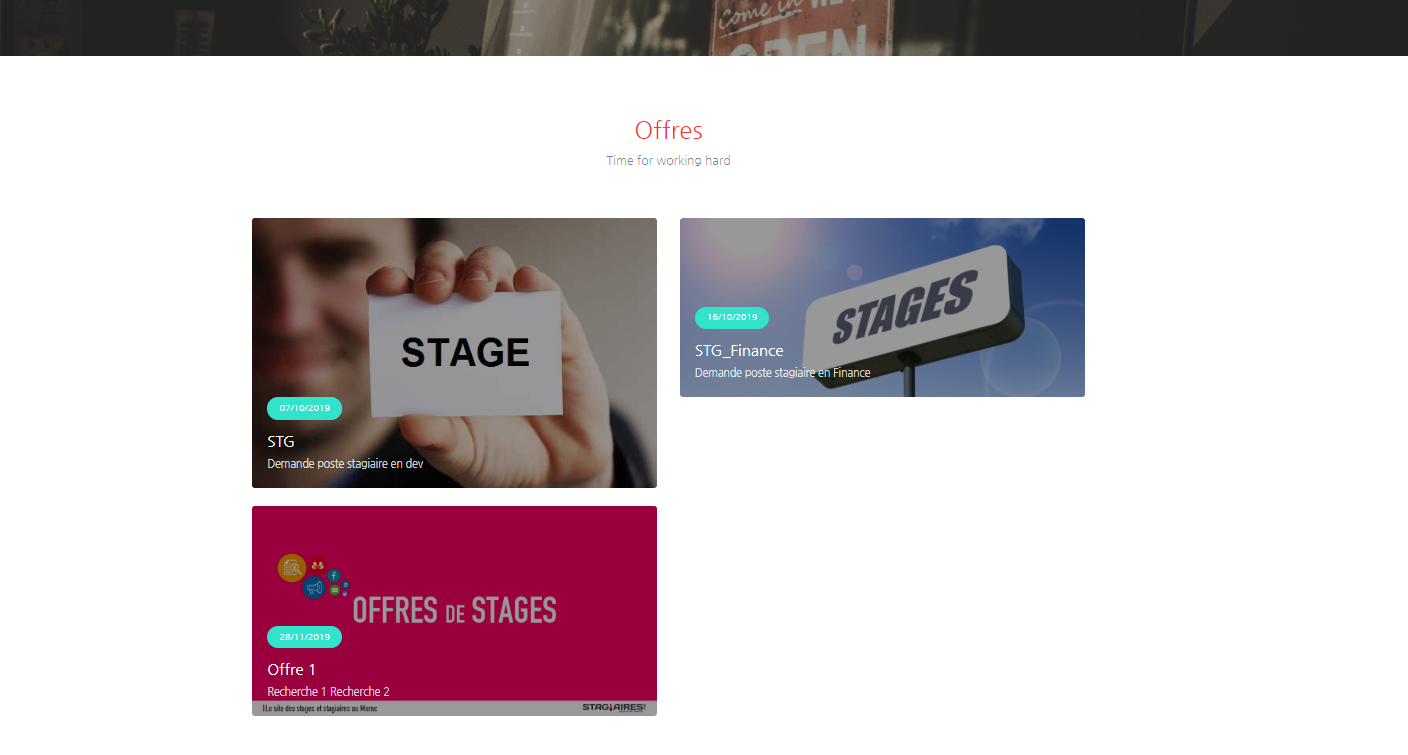 Come in WE'
OPEN
Offres
Time for working hard
STAGE
07/10/2019
STG
Demande poste stagiaire en dev
STAGES
16/10/2019
STG_Finance
Demande poste stagiaire en Finance
OFFRES DE STAGES
28/11/2019
Offre 1
Recherche 1 Recherche 2
Le site des stages et stagiaires au Maroc
STAGIAIRES